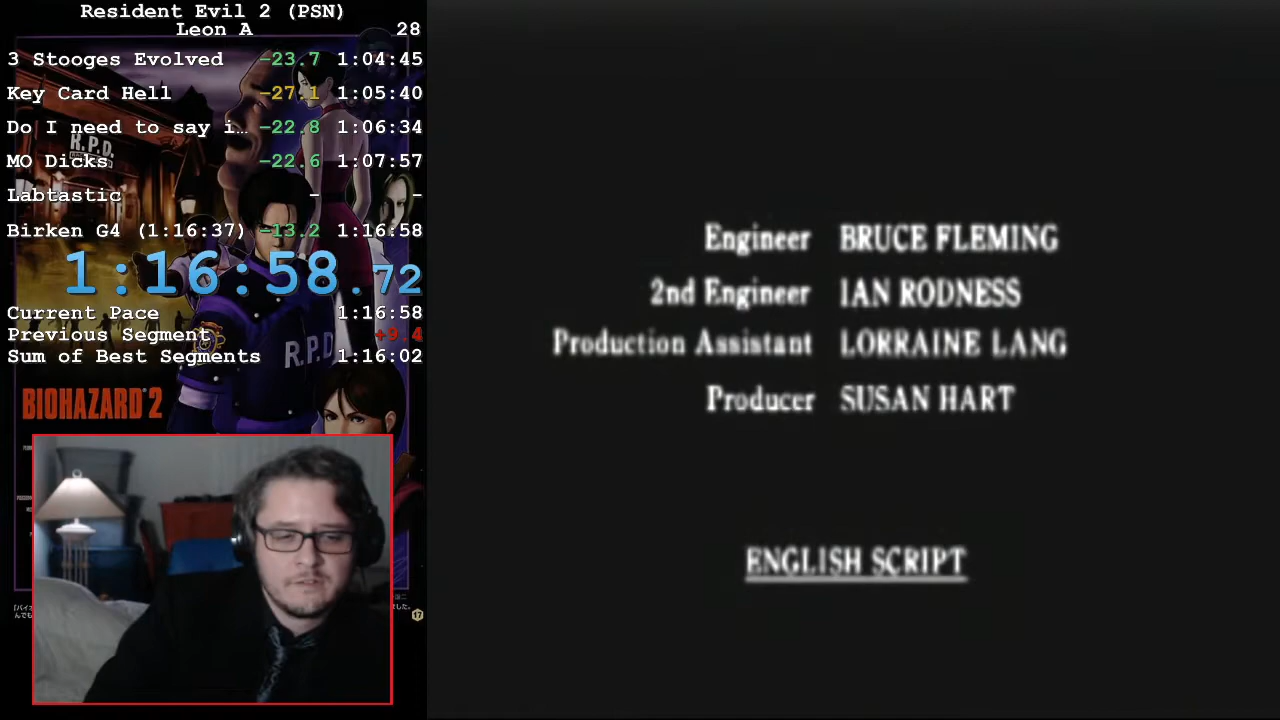 Resident Evil 2 (PSN)
Leon A 28
3 Stooges Evolved -23.7 1:04:45
Key Card Hell -27.1 1:05:40
Do I need to say i… -22.8 1:06:34
MO Dicks -22.6 1:07:57
Labtastic - -
Birken G4 (1:16:37) -13.2 1:16:58
1:16:58.72
Current Pace 1:16:58
Previous Segment +9.4
Sum of Best Segments 1:16:02
R.P.D.
R.P.D
BIOHAZARD 2
17
Engineer BRUCE FLEMING
2nd Engineer IAN RODNESS
Production Assistant LORRAINE LANG
Producer SUSAN HART
ENGLISH SCRIPT